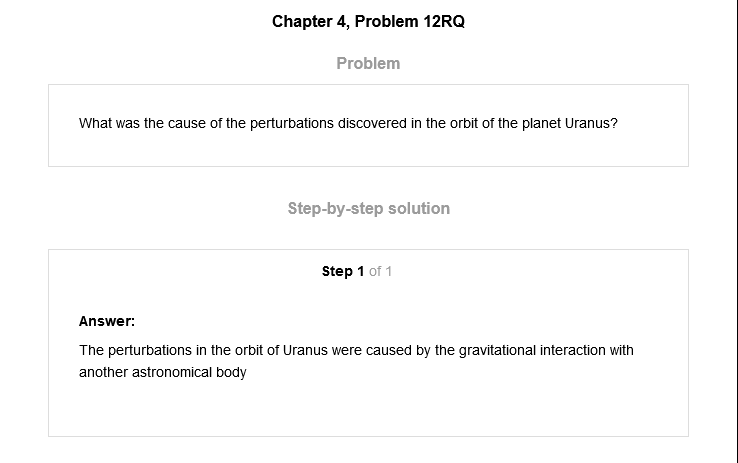 Chapter 4, Problem 12RQ
Problem
What was the cause of the perturbations discovered in the orbit of the planet Uranus?
Step-by-step solution
Step 1 of 1
Answer:
The perturbations in the orbit of Uranus were caused by the gravitational interaction with
another astronomical body